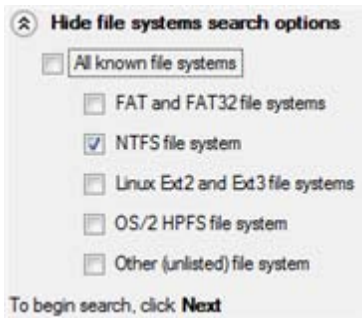 Hide file systems search options
All known file systems
FAT and FAT32 file systems
NTFS file system
Linux Ext2 and Ext3 file systems
OS/2 HPFS file system
Other (unlisted) file system
To begin search, click Next